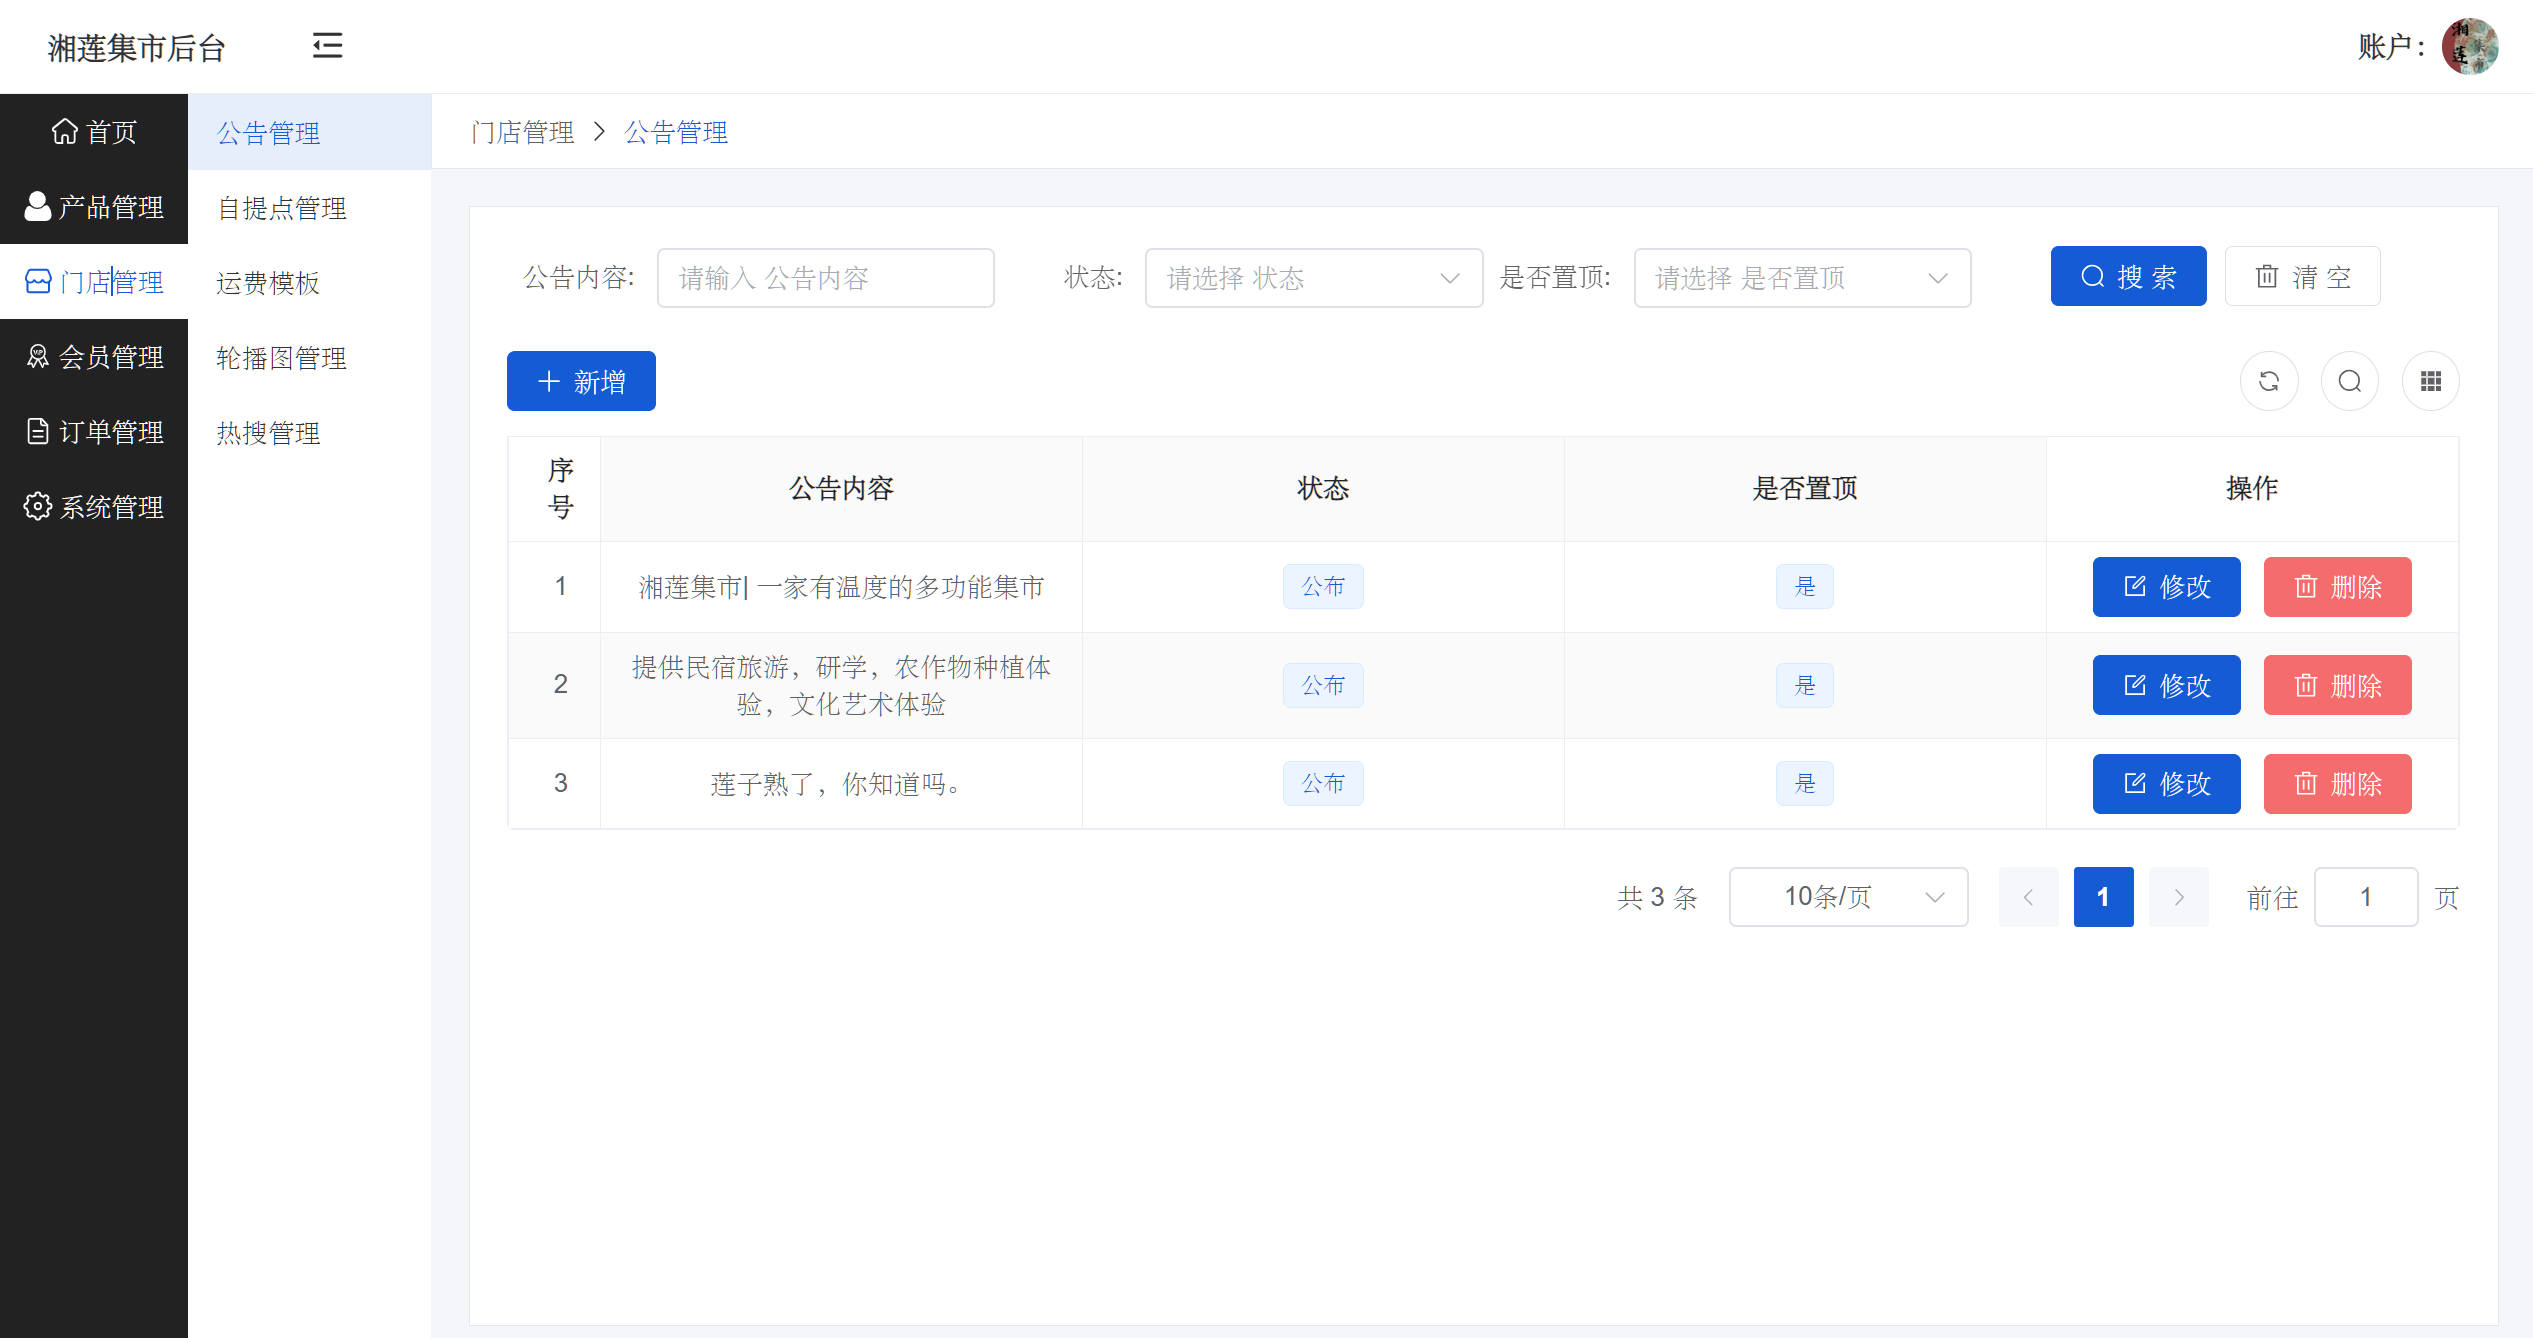 湘莲集市后台
账户：
首页
产品管理
门店管理
会员管理
订单管理
系统管理
公告管理
自提点管理
运费模板
轮播图管理
热搜管理
门店管理 > 公告管理
公告内容: 请输入 公告内容 状态: 请选择 状态 是否置顶: 请选择 是否置顶 搜 索 清 空
新增
序号 公告内容 状态 是否置顶 操作
1 湘莲集市| 一家有温度的多功能集市 公布 是 修改 删除
2 提供民宿旅游，研学，农作物种植体
验，文化艺术体验 公布 是 修改 删除
3 莲子熟了，你知道吗。 公布 是 修改 删除
共 3 条 10条/页 1 前往 1 页